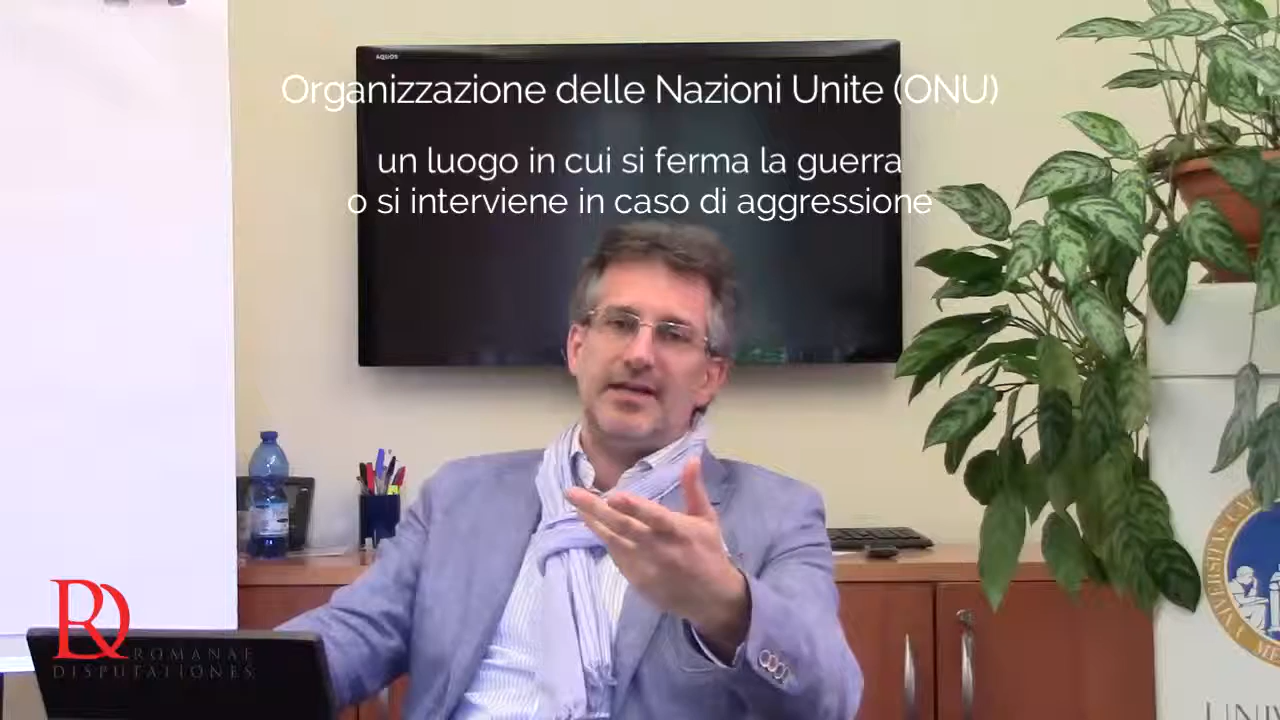 AQUOS
Organizzazione delle Nazioni Unite (ONU)
un luogo in cui si ferma la guerra
o si interviene in caso di aggressione
RD
ROMANAE
DISPUTATIONES